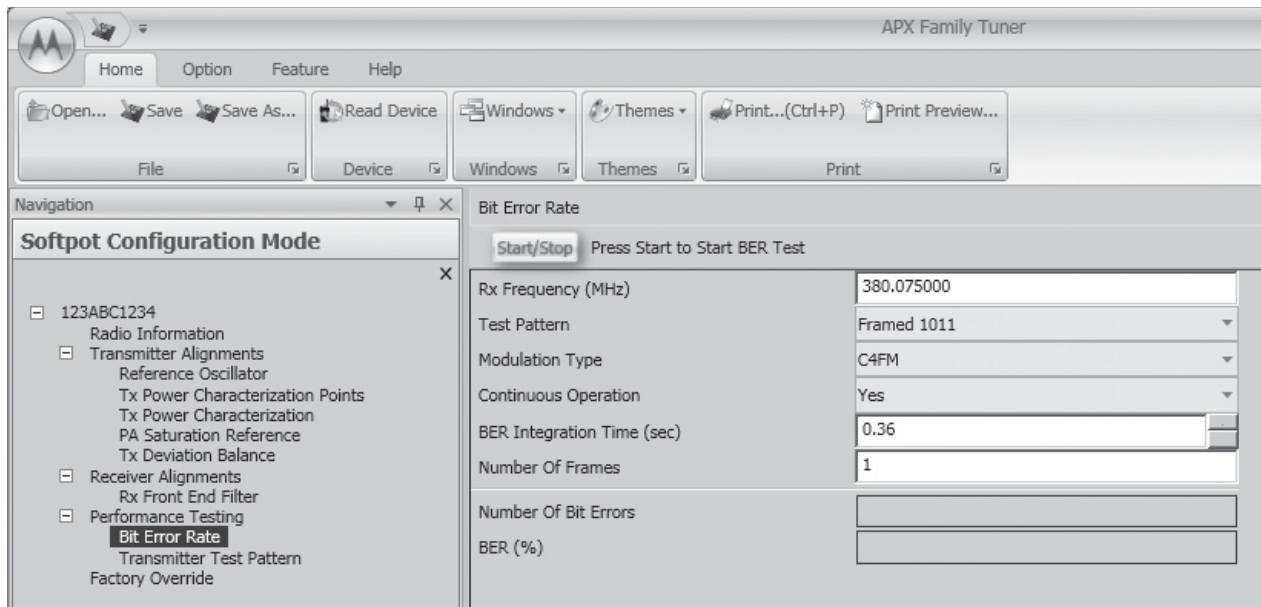 APX Family Tuner
Home Option Feature Help
Open... Save Save As... Read Device Windows Themes Print...(Ctrl+P) Print Preview...
File Device Windows Themes Print
Navigation
Softpot Configuration Mode
123ABC1234
Radio Information
Transmitter Alignments
Reference Oscillator
Tx Power Characterization Points
Tx Power Characterization
PA Saturation Reference
Tx Deviation Balance
Receiver Alignments
Rx Front End Filter
Performance Testing
Bit Error Rate
Transmitter Test Pattern
Factory Override
Bit Error Rate
Start/Stop Press Start to Start BER Test
Rx Frequency (MHz) 380.075000
Test Pattern Framed 1011
Modulation Type C4FM
Continuous Operation Yes
BER Integration Time (sec) 0.36
Number Of Frames 1
Number Of Bit Errors
BER (%)